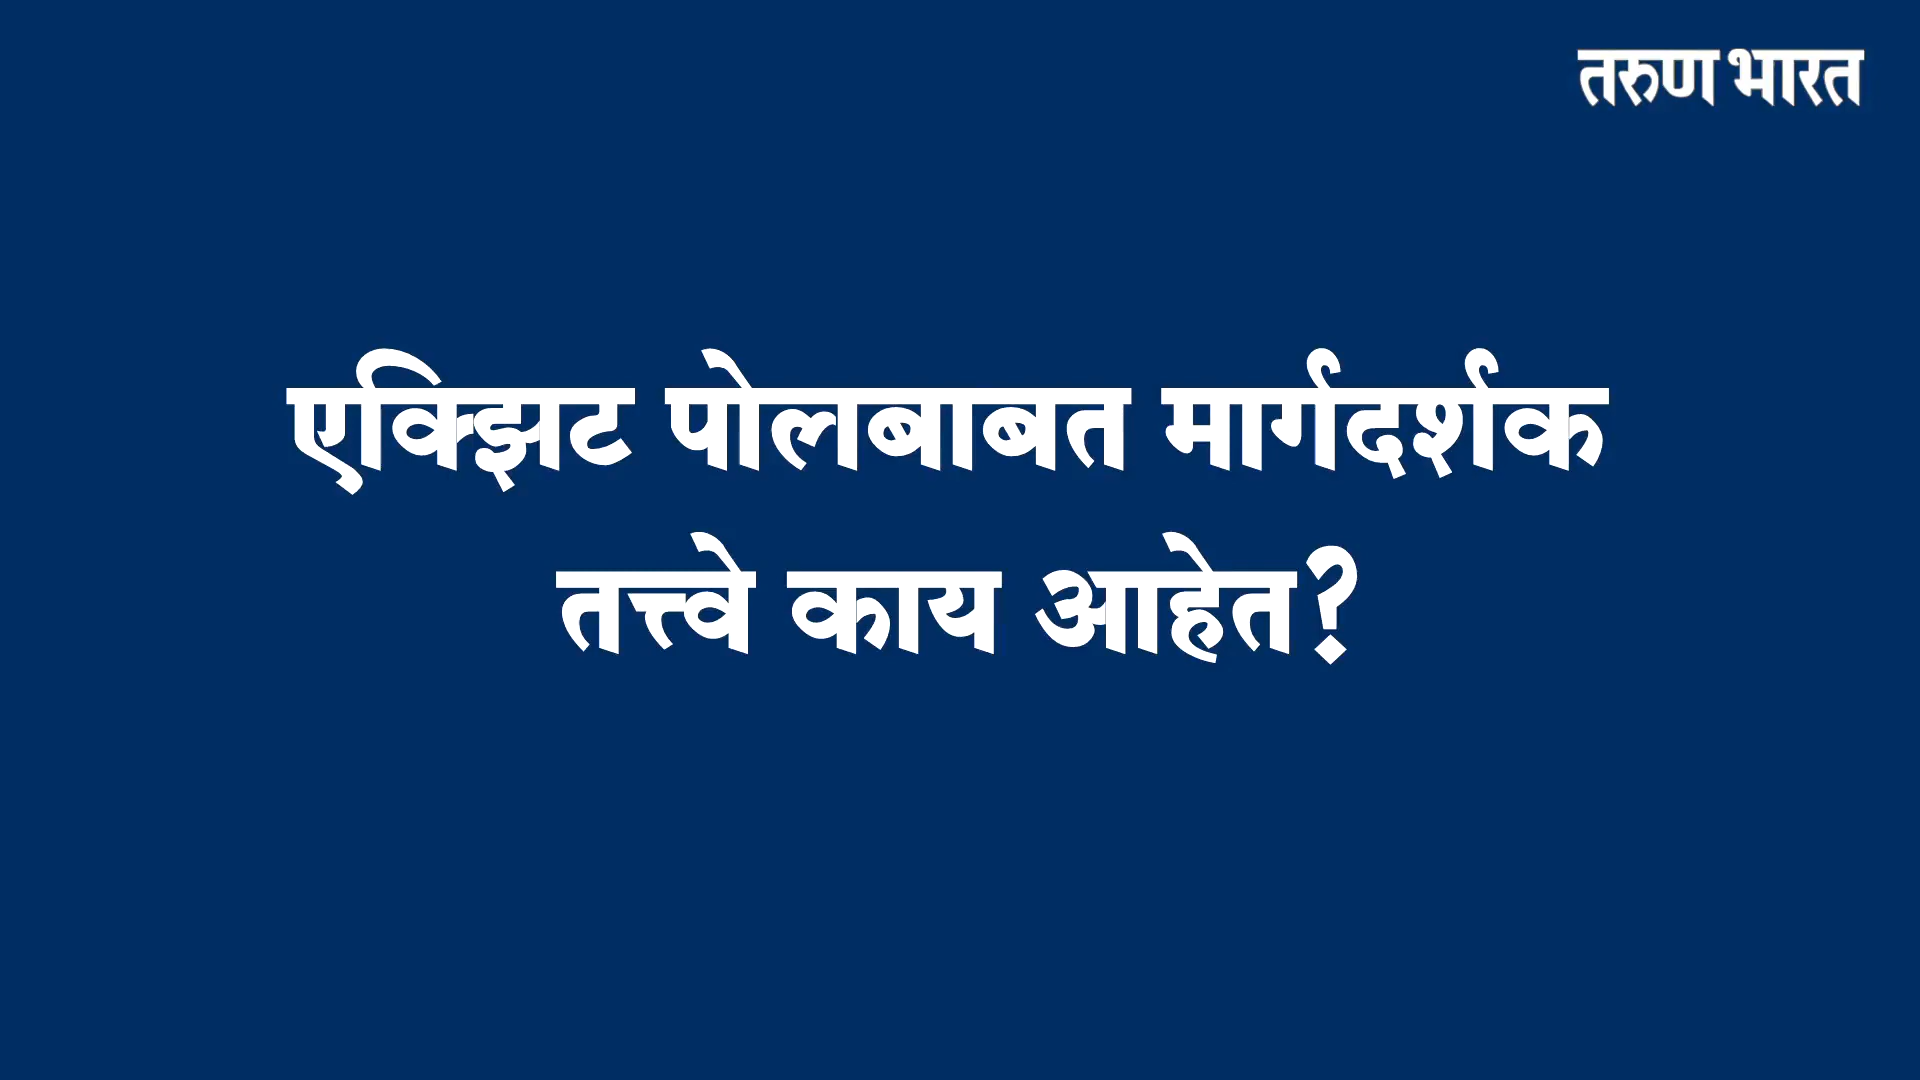 तरुण भारत
एक्झिट पोलबाबत मार्गदर्शक
तत्त्वे काय आहेत?